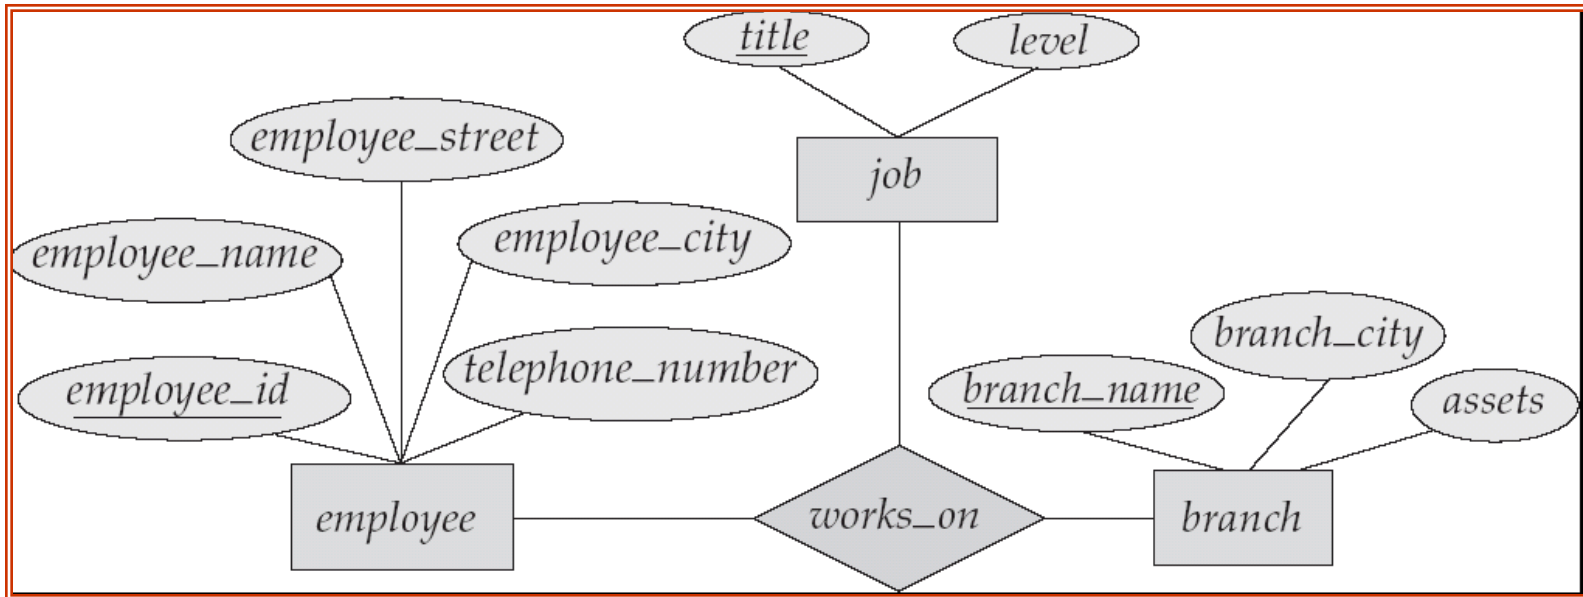 title
level
employee_street
job
employee_name
employee_city
employee_id
telephone_number
branch_city
branch_name
assets
employee
works_on
branch